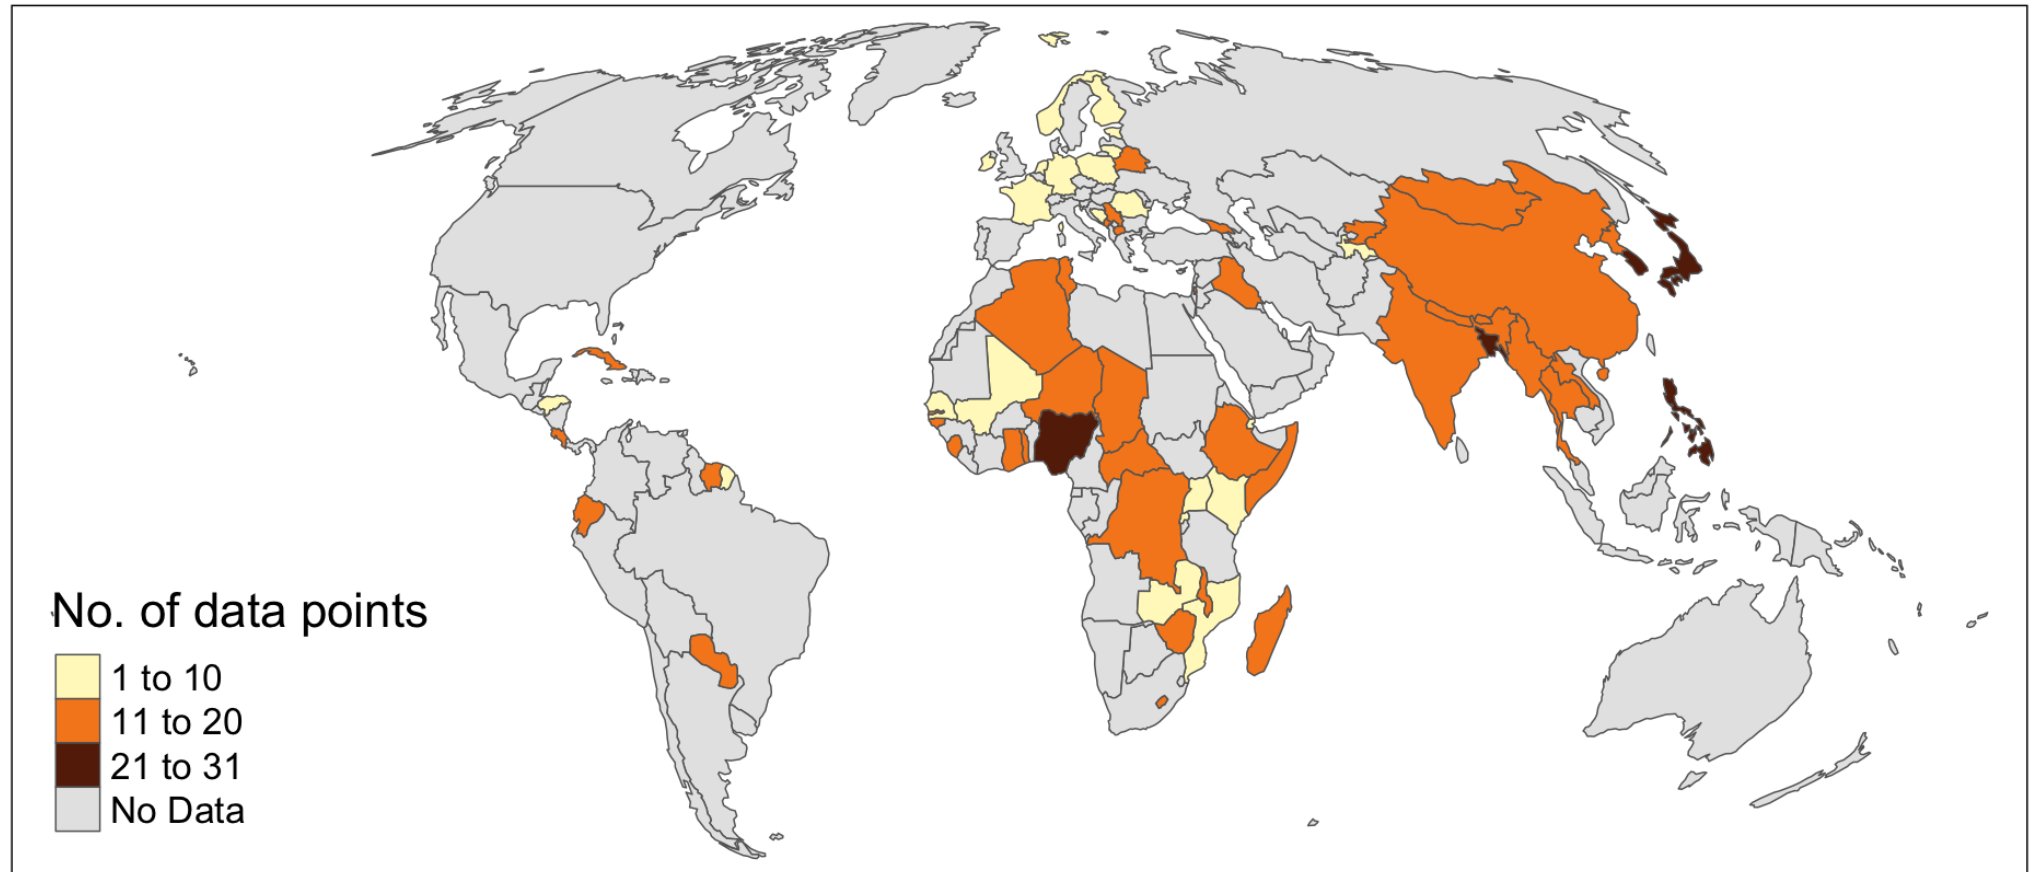 No. of data points
1 to 10
11 to 20
21 to 31
No Data